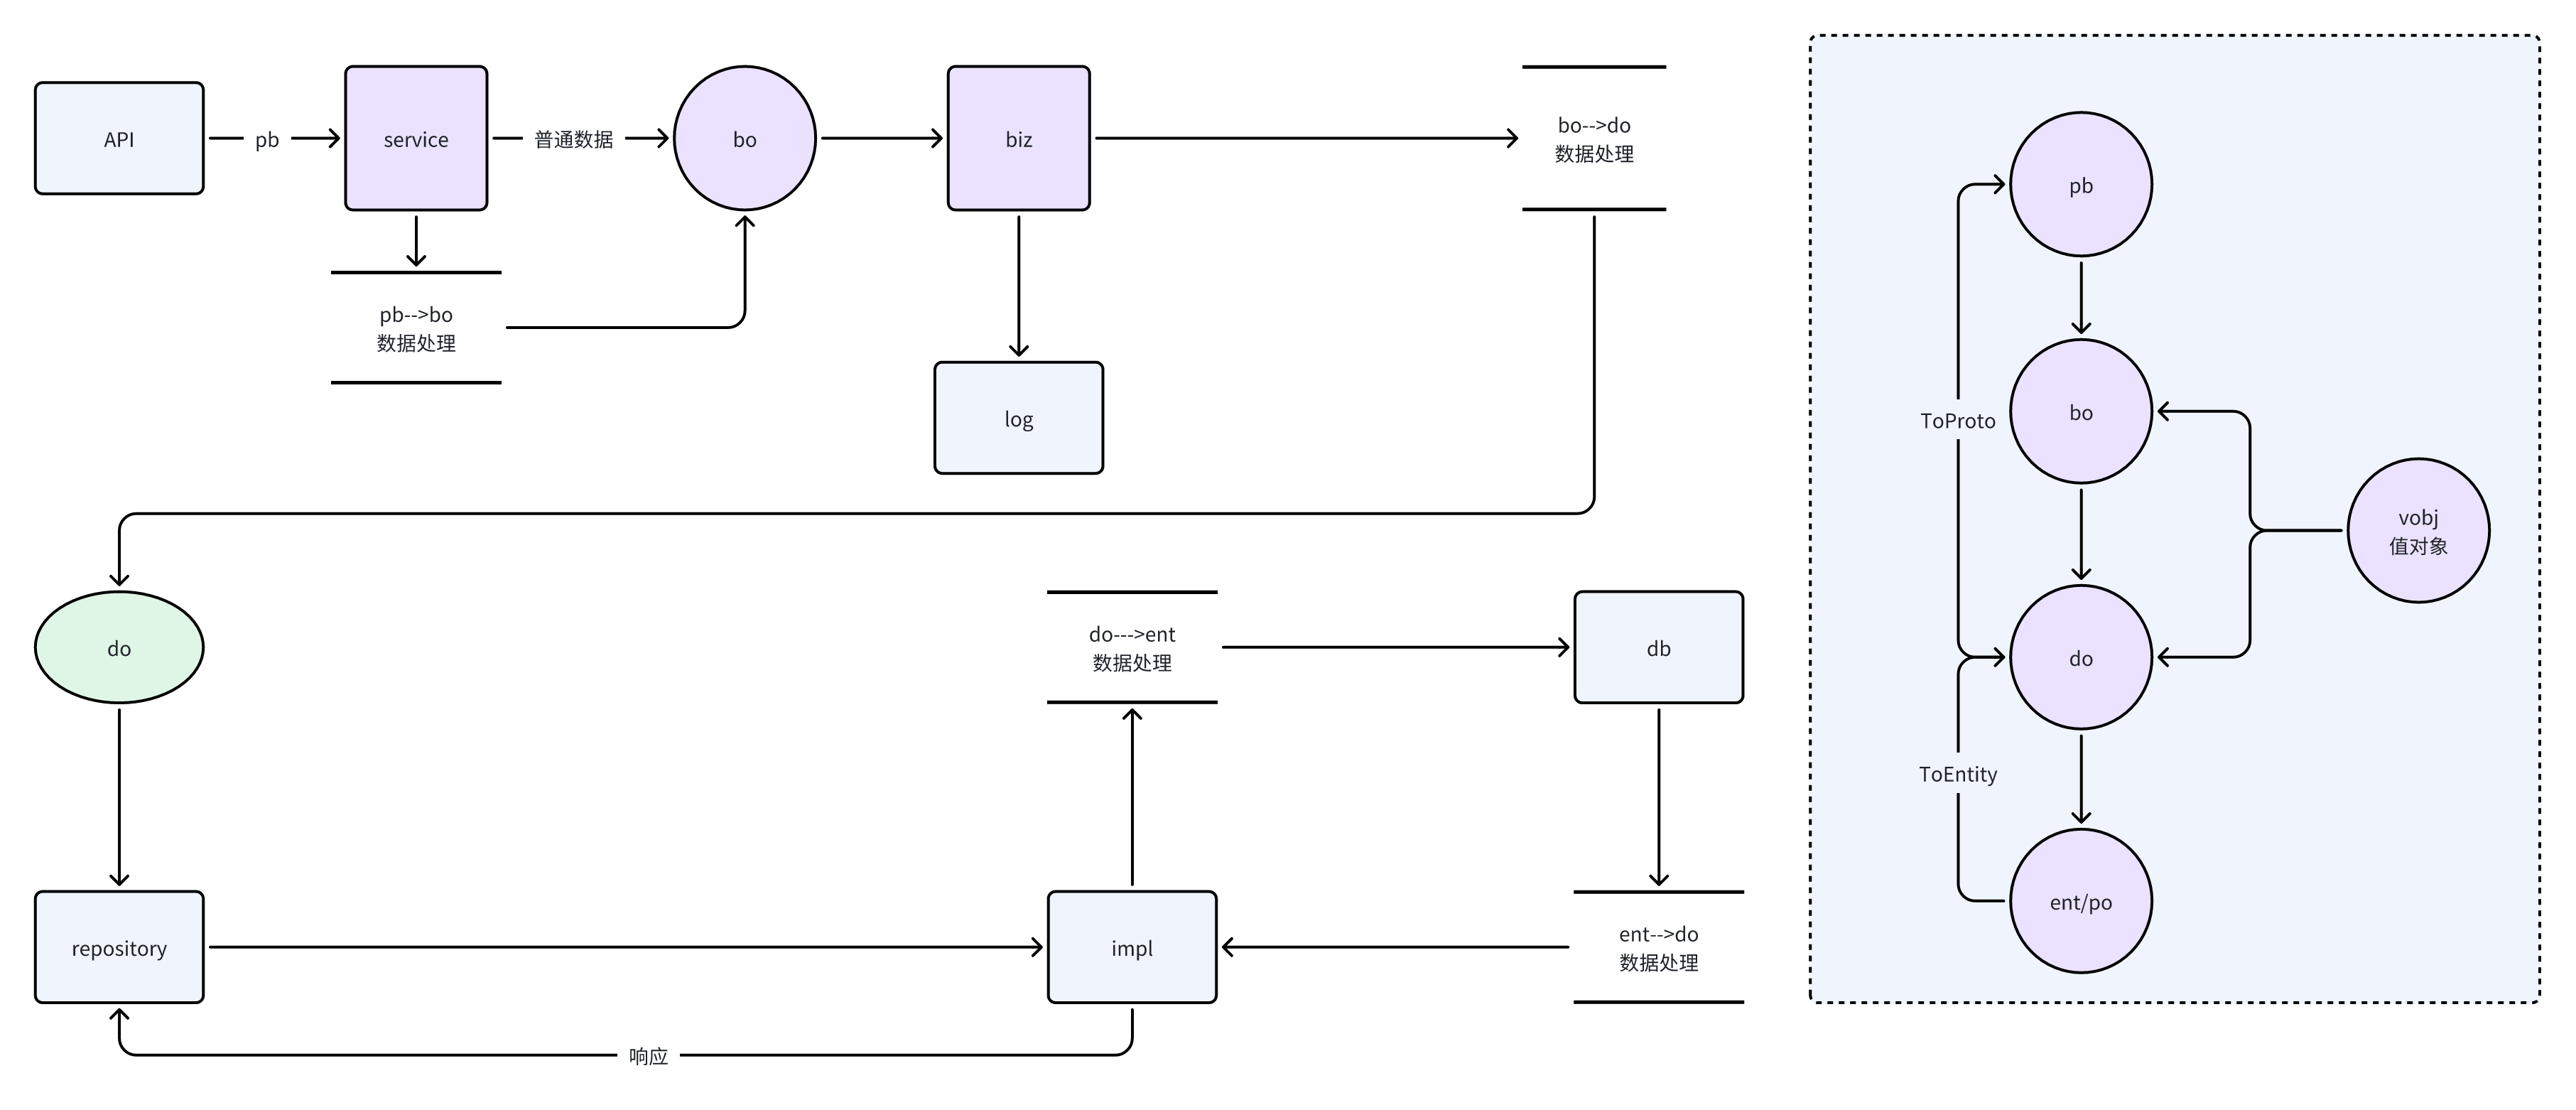 API
pb
service
普通数据
bo
biz
bo-->do
数据处理
pb-->bo
数据处理
log
do
do--->ent
数据处理
db
repository
impl
ent-->do
数据处理
响应
pb
ToProto
bo
vobj
值对象
do
ToEntity
ent/po